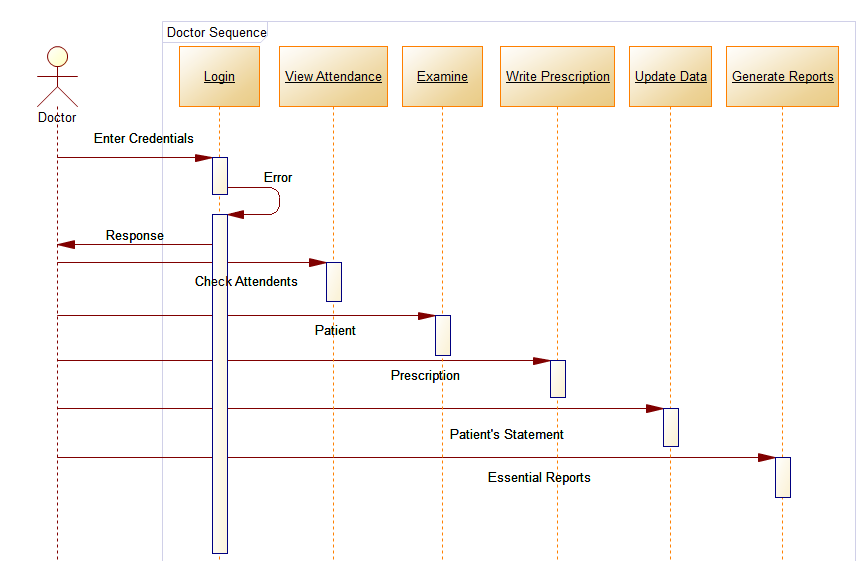 Doctor Sequence
Login
View Attendance
Examine
Write Prescription
Update Data
Generate Reports
Doctor
Enter Credentials
Error
Response
Check Attendents
Patient
Prescription
Patient's Statement
Essential Reports